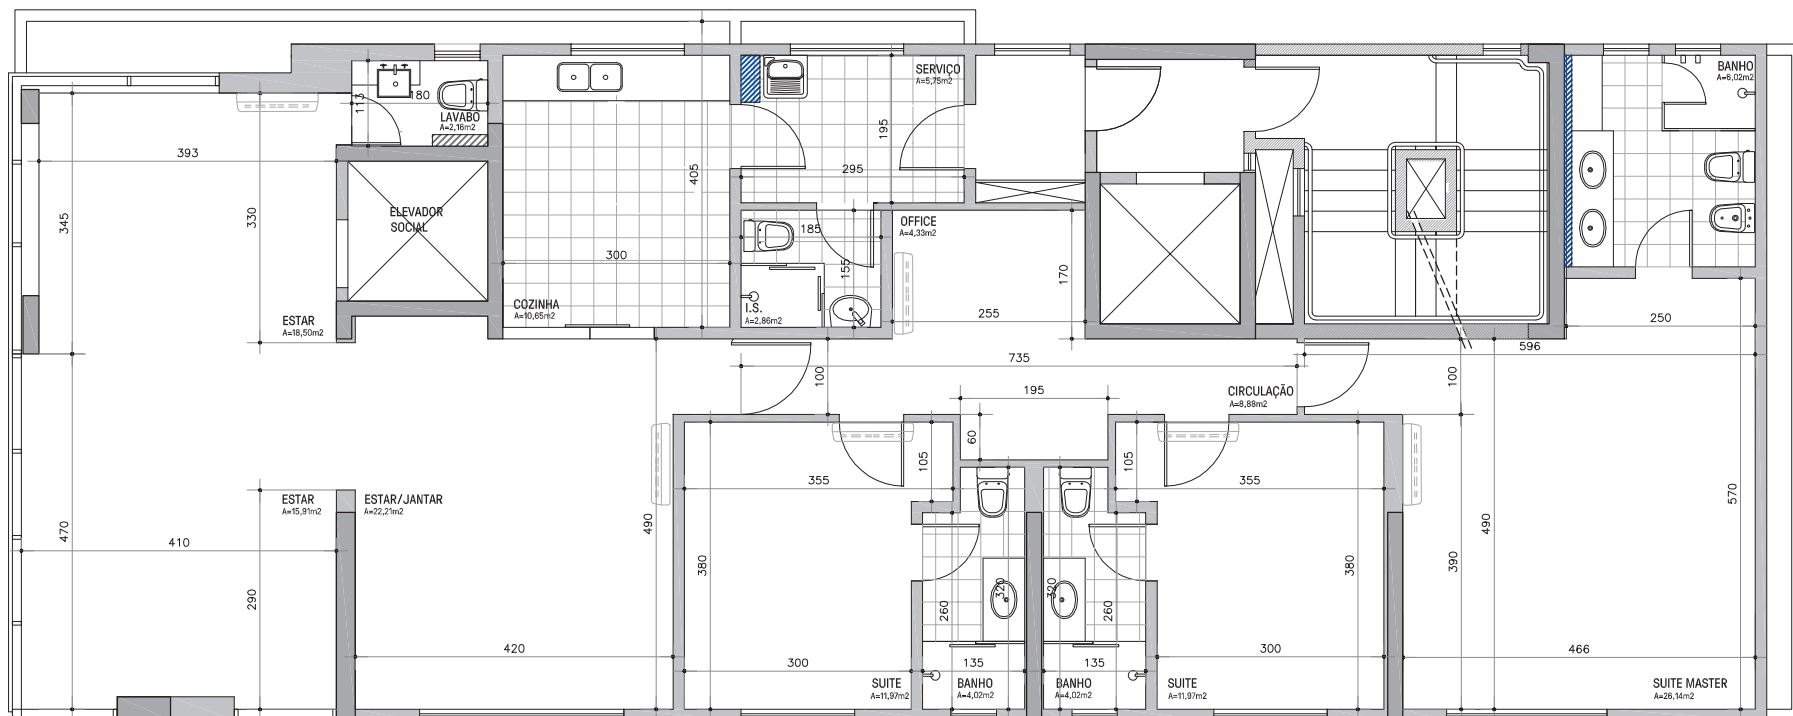 SERVIÇO
A=5,75m2
BANHO
A=6,02m2
113
180
LAVABO
A=2,16m2
393
195
405
295
345
330
ELEVADOR
SOCIAL
OFFICE
A=4,33m2
185
300
155
170
COZINHA
A=10,65m2
I.S.
A=2,86m2
255
250
ESTAR
A=18,50m2
596
735
100
100
195
CIRCULAÇÃO
A=8,88m2
60
105
105
355
355
ESTAR
A=15,91m2
ESTAR/JANTAR
A=22,21m2
470
490
490
570
410
380
380
390
290
320
320
260
260
420
300
135
135
300
466
SUITE
A=11,97m2
BANHO
A=4,02m2
BANHO
A=4,02m2
SUITE
A=11,97m2
SUITE MASTER
A=26,14m2